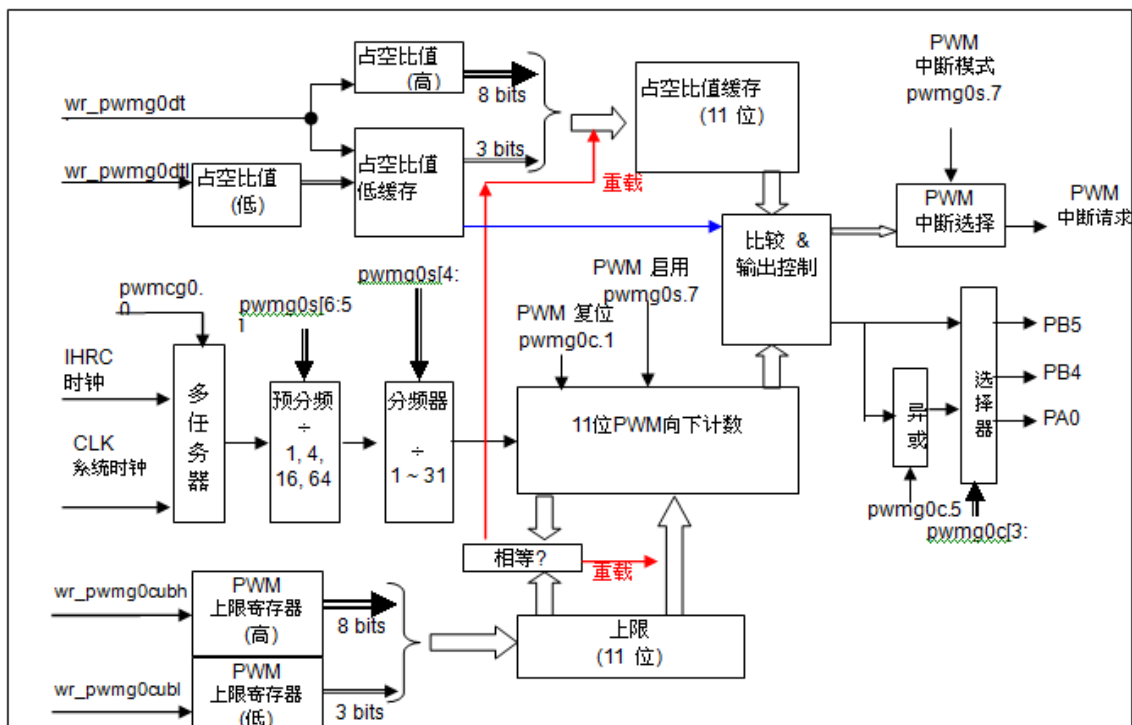 占空比值
(高)
8 bits
wr_pwmg0dt
占空比值
低缓存
3 bits
wr_pwmg0dtl
占空比值
(低)
重载
占空比值缓存
(11 位)
PWM
中断模式
pwmg0s.7
PWM
中断选择
PWM
中断请求
比较 &
输出控制
pwmcg0.
0
pwmg0s[6:5
]
pwmg0s[4:
PWM 启用
pwmg0s.7
PWM 复位
pwmg0c.1
IHRC
时钟
CLK
系统时钟
多
任
务
器
预分频
÷
1, 4,
16, 64
分频器
÷
1 ~ 31
11位PWM向下计数
异
或
选
择
器
PB5
PB4
PA0
pwmg0c.5
pwmg0c[3:
相等?
重载
wr_pwmg0cubh
PWM
上限寄存器
(高)
8 bits
上限
(11 位)
wr_pwmg0cubl
PWM
上限寄存器
(低)
3 bits